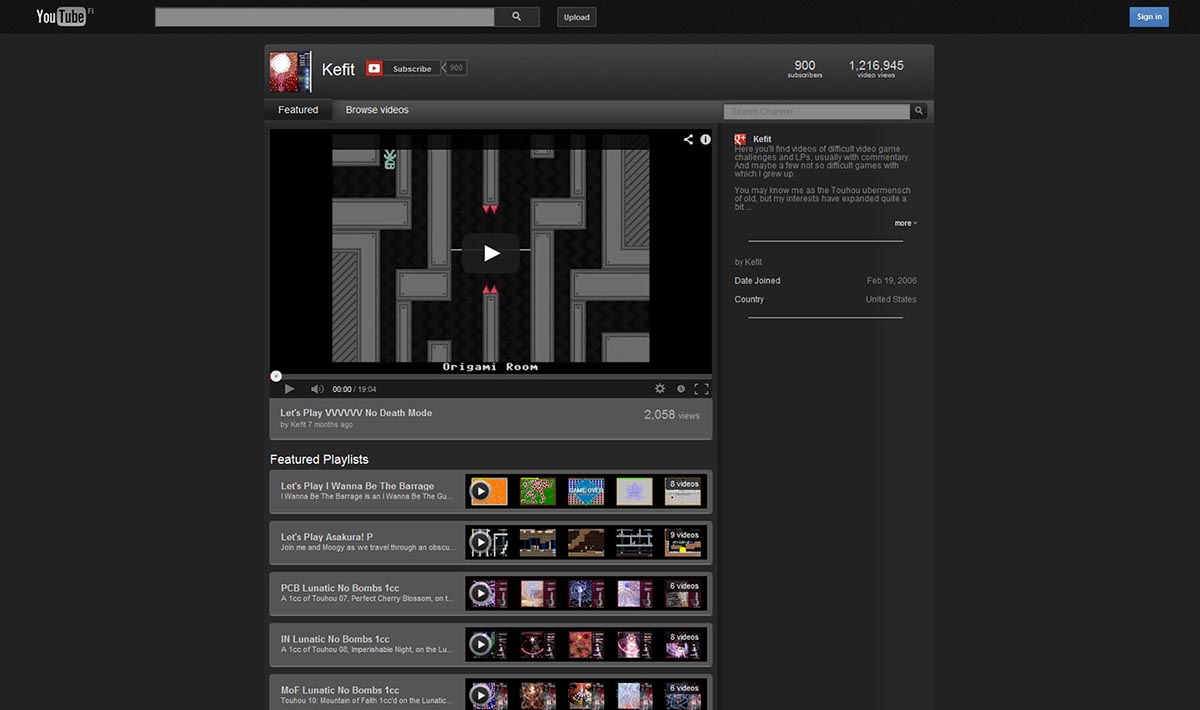 YouTube FI
Upload
Sign in
Kefit
Subscribe
900
900
subscribers
1,216,945
video views
Featured
Browse videos
Search Channel
Origami Room
00:00 / 19:04
Let's Play VVVVVV No Death Mode
by Kefit 7 months ago
2,058 views
Kefit
Here you'll find videos of difficult video game
challenges and LPs, usually with commentary.
And maybe a few not so difficult games with
which I grew up.
You may know me as the Touhou ubermensch
of old, but my interests have expanded quite a
bit ...
more
by Kefit
Date Joined
Feb 19, 2006
Country
United States
Featured Playlists
Let's Play I Wanna Be The Barrage
I Wanna Be The Barrage is an I Wanna Be The Gu...
GAME OVER
8 videos
Let's Play Asakura! P
Join me and Moogy as we travel through an obscu...
9 videos
PCB Lunatic No Bombs 1cc
A 1cc of Touhou 07, Perfect Cherry Blossom, on t...
6 videos
IN Lunatic No Bombs 1cc
A 1cc of Touhou 08, Imperishable Night, on the Lu...
8 videos
MoF Lunatic No Bombs 1cc
Touhou 10: Mountain of Faith 1cc'd on the Lunatic...
6 videos